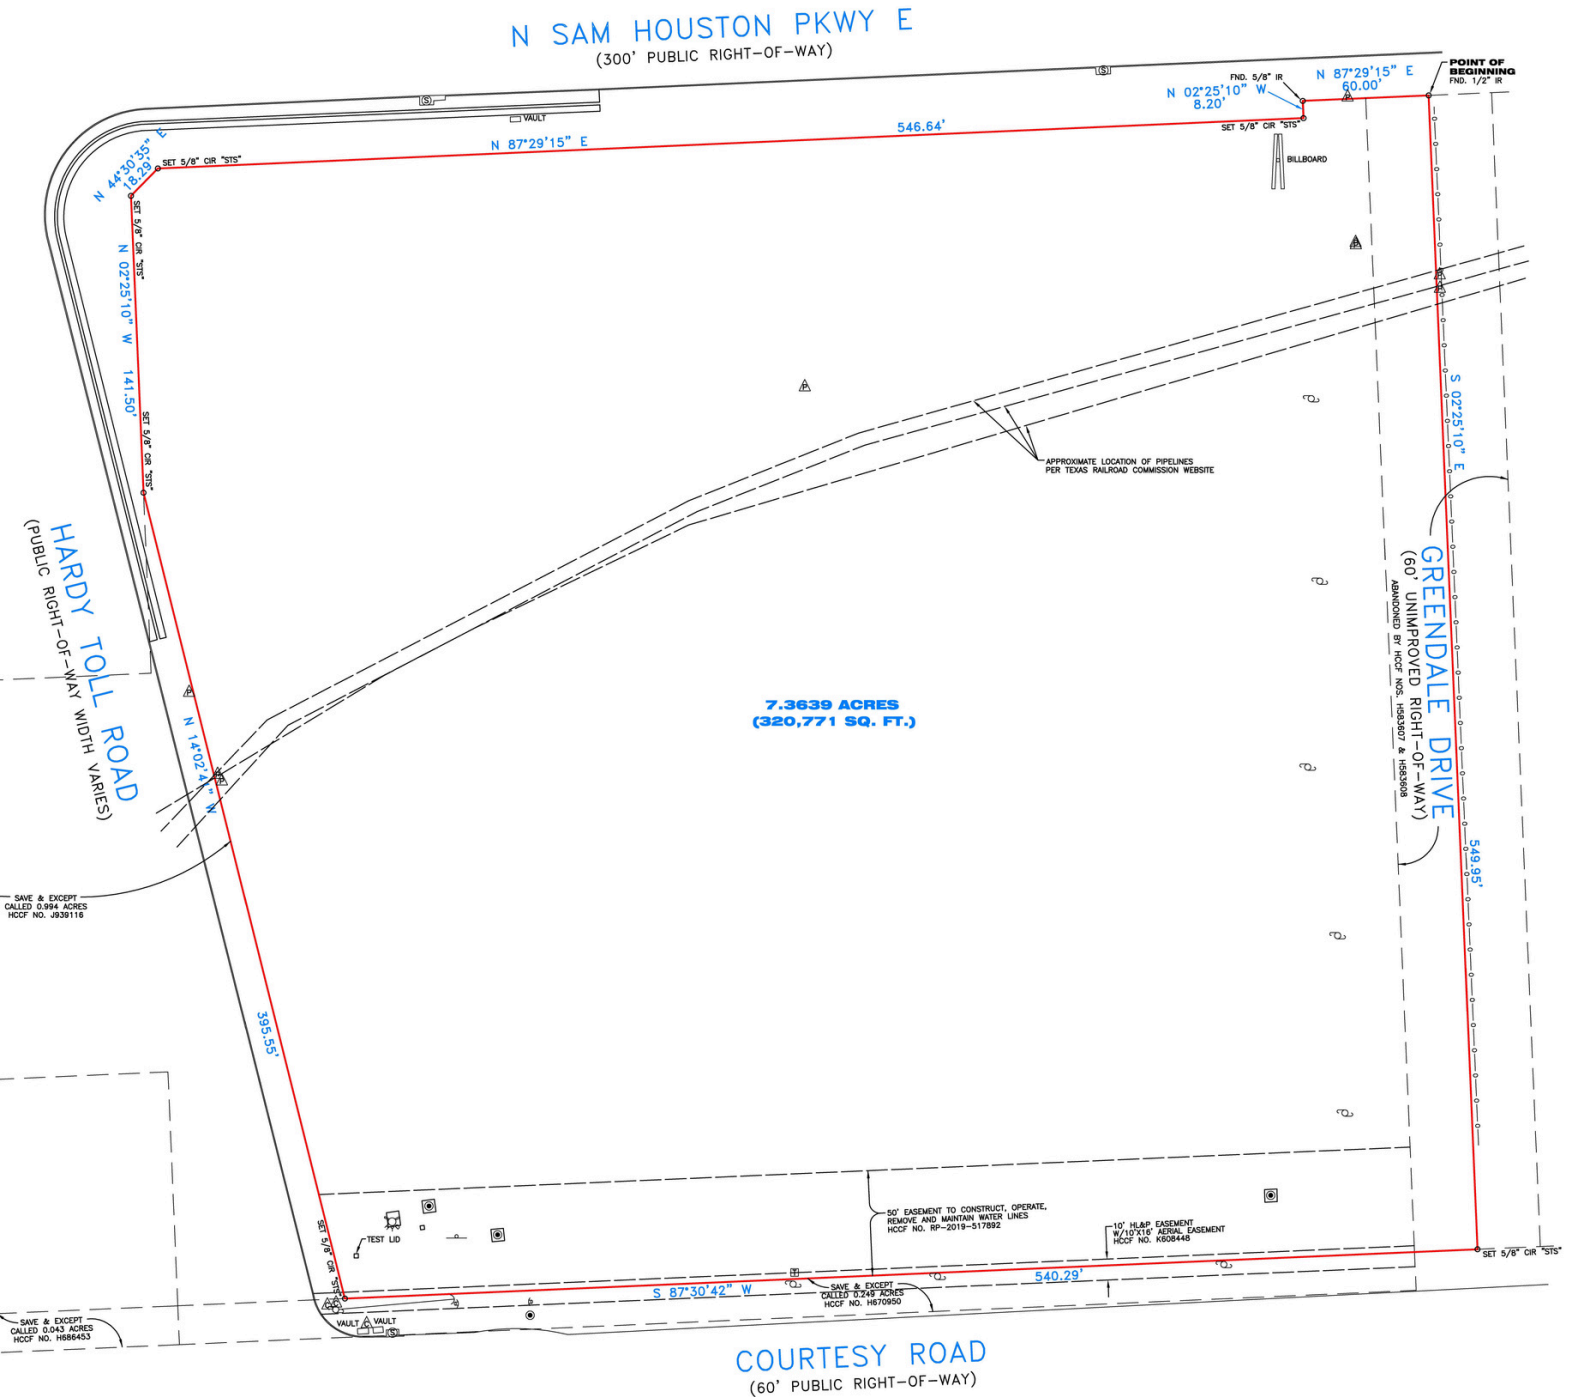 N SAM HOUSTON PKWY E
(300' PUBLIC RIGHT-OF-WAY)
POINT OF
BEGINNING
FND. 1/2" IR
N 87°29'15" E
60.00'
FND. 5/8" IR
N 02°25'10" W
8.20'
SET 5/8" CIR "STS"
546.64'
N 87°29'15" E
VAULT
N 44°30'35" E
18.29'
SET 5/8" CIR "STS"
SET 5/8" CIR "STS"
N 02°25'10" W
141.50'
SET 5/8" CIR "STS"
BILLBOARD
S 02°25'10" E
549.95'
APPROXIMATE LOCATION OF PIPELINES
PER TEXAS RAILROAD COMMISSION WEBSITE
HARDY TOLL ROAD
(PUBLIC RIGHT-OF-WAY WIDTH VARIES)
GREENDALE DRIVE
(60' UNIMPROVED RIGHT-OF-WAY)
ABANDONED BY HCCF NOS. H583607 & H583608
7.3639 ACRES
(320,771 SQ. FT.)
395.55'
SAVE & EXCEPT
CALLED 0.994 ACRES
HCCF NO. J939116
SET 5/8" CIR "STS"
TEST LID
50' EASEMENT TO CONSTRUCT, OPERATE,
REMOVE AND MAINTAIN WATER LINES
HCCF NO. RP-2019-517892
10' HL&P EASEMENT
W/10'X16' AERIAL EASEMENT
HCCF NO. K608448
SET 5/8" CIR "STS"
S 87°30'42" W
540.29'
SAVE & EXCEPT
CALLED 0.249 ACRES
HCCF NO. H670950
SAVE & EXCEPT
CALLED 0.043 ACRES
HCCF NO. H686453
VAULT
VAULT
COURTESY ROAD
(60' PUBLIC RIGHT-OF-WAY)